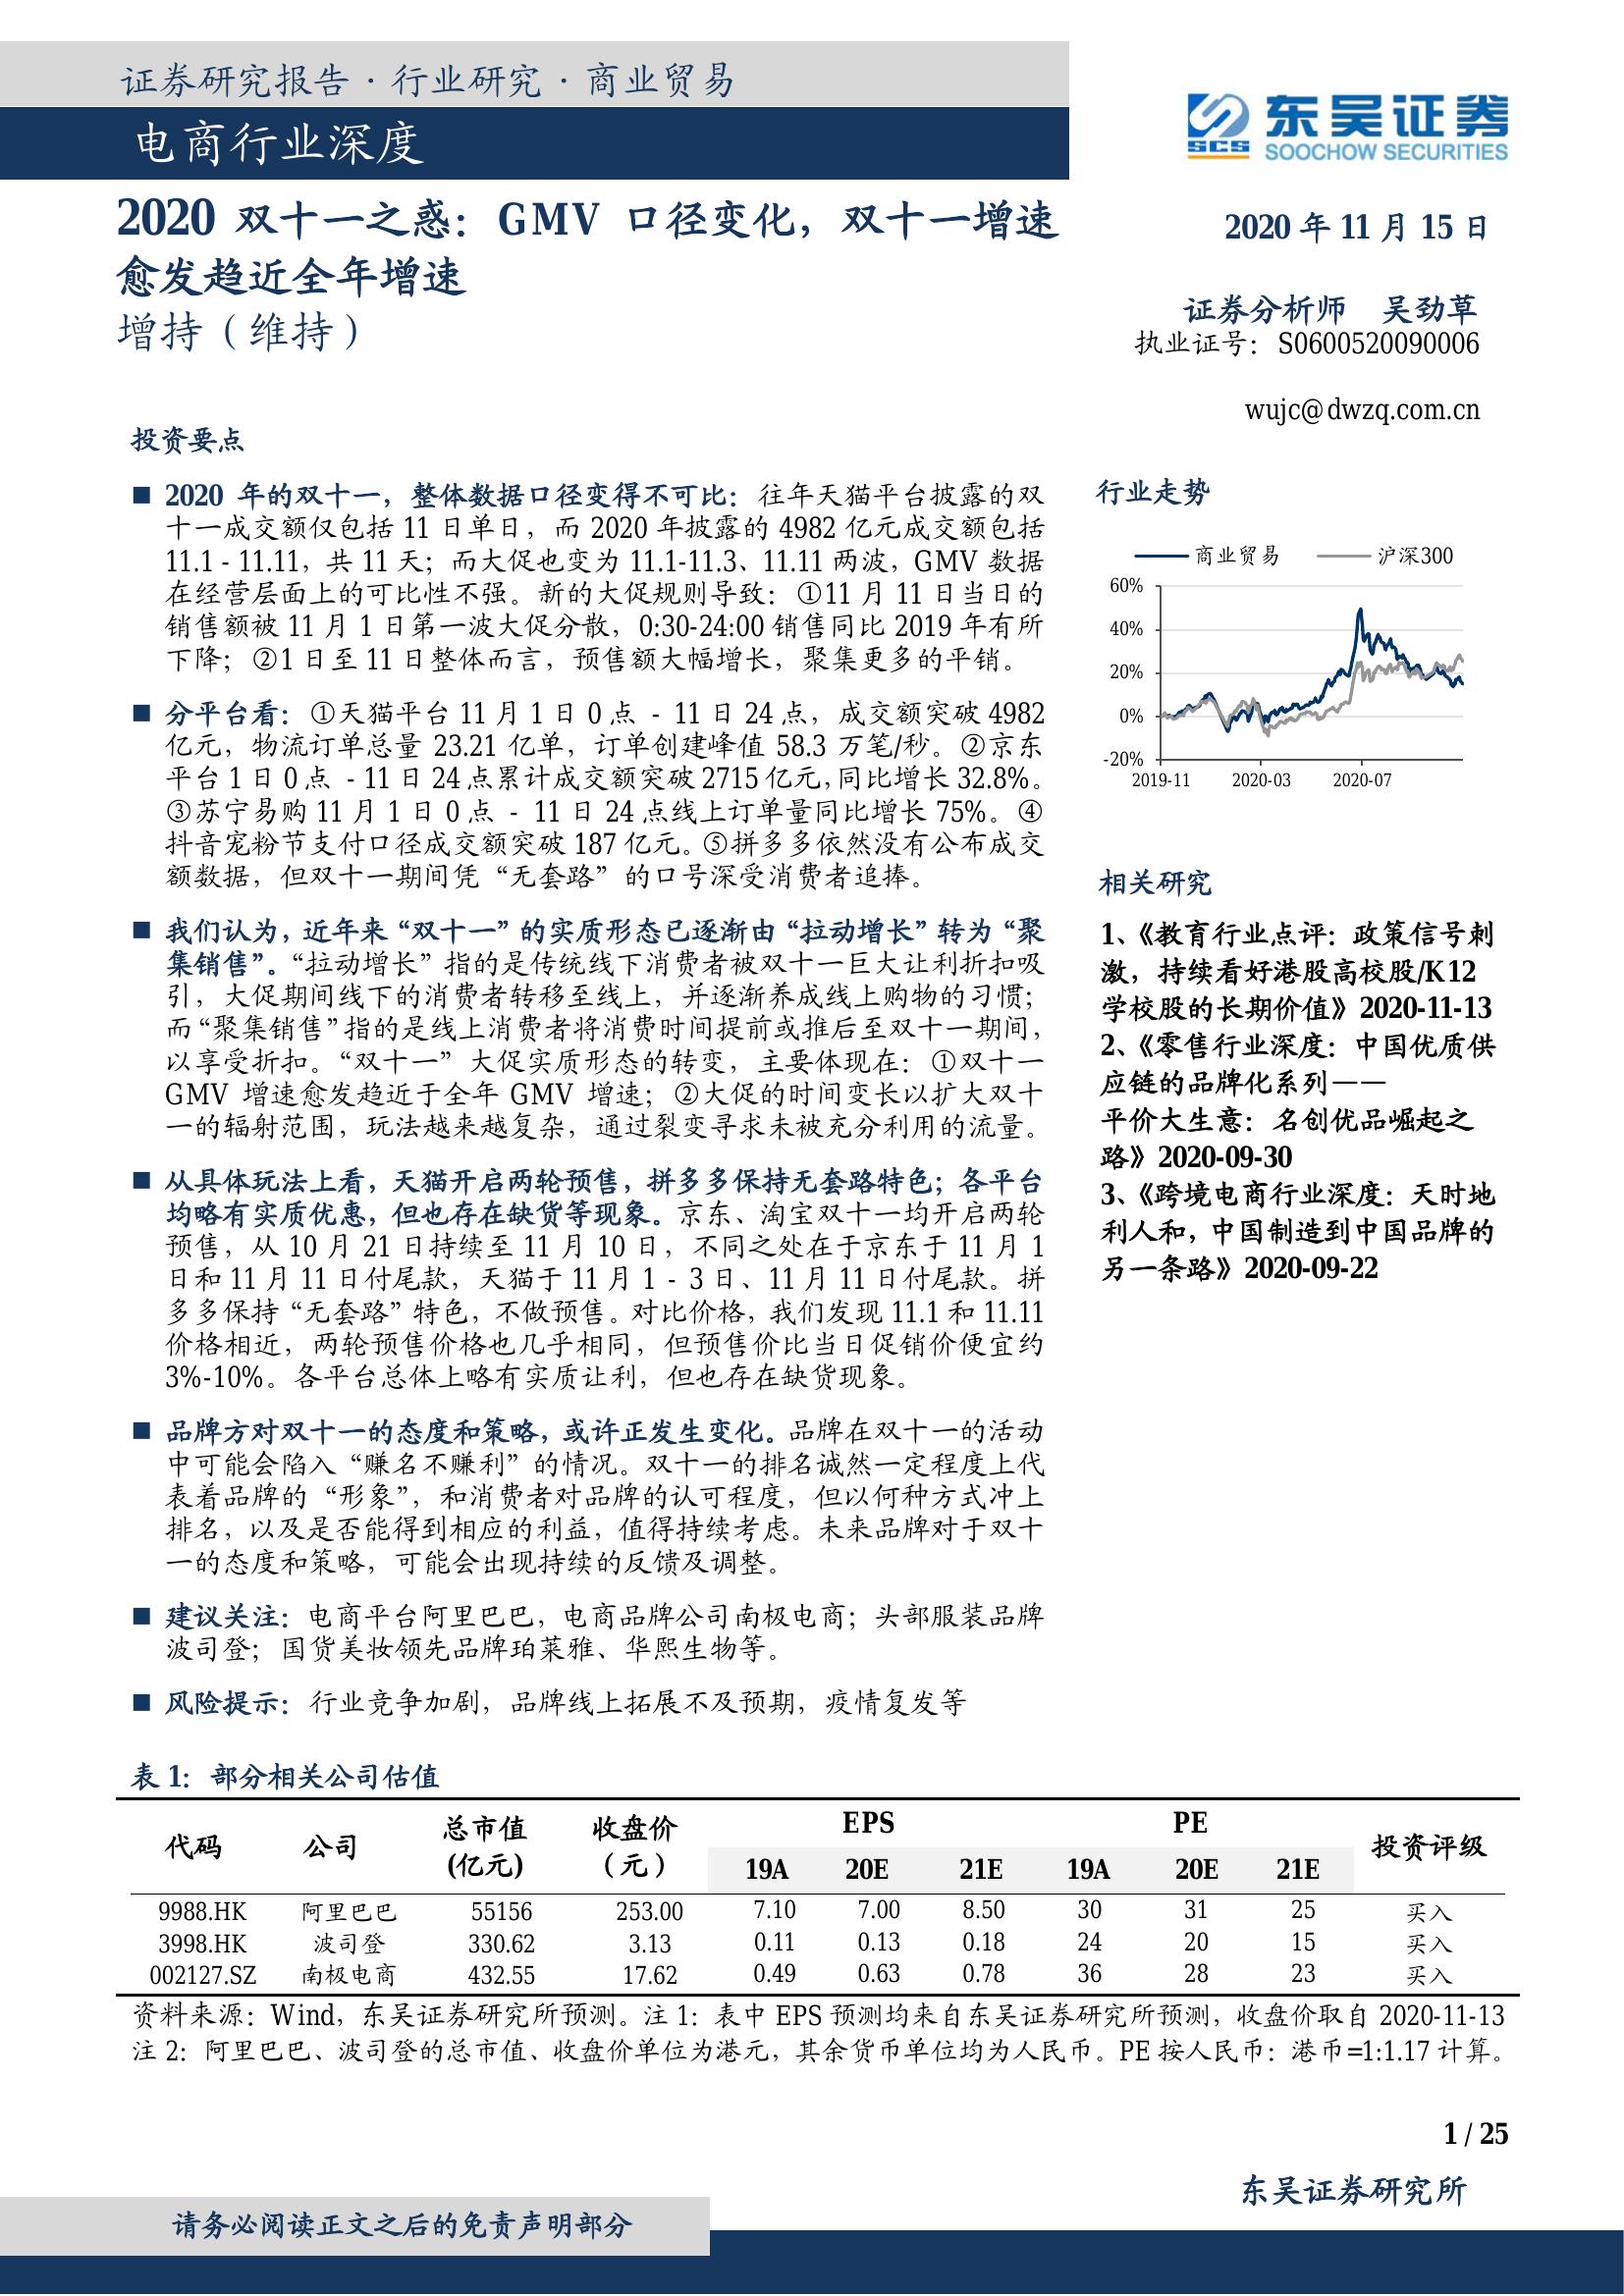 证券研究报告 · 行业研究 · 商业贸易
电商行业深度
东吴证券
SCS
SOOCHOW SECURITIES
2020 双十一之惑：GMV 口径变化，双十一增速
愈发趋近全年增速
增持（维持）
2020 年 11 月 15 日
证券分析师 吴劲草
执业证号：S0600520090006
wujc@dwzq.com.cn
投资要点
■ 2020 年的双十一，整体数据口径变得不可比：往年天猫平台披露的双
十一成交额仅包括 11 日单日，而 2020 年披露的 4982 亿元成交额包括
11.1 - 11.11，共 11 天；而大促也变为 11.1-11.3、11.11 两波，GMV 数据
在经营层面上的可比性不强。新的大促规则导致：①11 月 11 日当日的
销售额被 11 月 1 日第一波大促分散，0:30-24:00 销售同比 2019 年有所
下降；②1 日至 11 日整体而言，预售额大幅增长，聚集更多的平销。
■ 分平台看：①天猫平台 11 月 1 日 0 点 - 11 日 24 点，成交额突破 4982
亿元，物流订单总量 23.21 亿单，订单创建峰值 58.3 万笔/秒。②京东
平台 1 日 0 点 - 11 日 24 点累计成交额突破 2715 亿元，同比增长 32.8%。
③苏宁易购 11 月 1 日 0 点 - 11 日 24 点线上订单量同比增长 75%。④
抖音宠粉节支付口径成交额突破 187 亿元。⑤拼多多依然没有公布成交
额数据，但双十一期间凭“无套路”的口号深受消费者追捧。
■ 我们认为，近年来“双十一”的实质形态已逐渐由“拉动增长”转为“聚
集销售”。“拉动增长”指的是传统线下消费者被双十一巨大让利折扣吸
引，大促期间线下的消费者转移至线上，并逐渐养成线上购物的习惯；
而“聚集销售”指的是线上消费者将消费时间提前或推后至双十一期间，
以享受折扣。“双十一”大促实质形态的转变，主要体现在：①双十一
GMV 增速愈发趋近于全年 GMV 增速；②大促的时间变长以扩大双十
一的辐射范围，玩法越来越复杂，通过裂变寻求未被充分利用的流量。
■ 从具体玩法上看，天猫开启两轮预售，拼多多保持无套路特色；各平台
均略有实质优惠，但也存在缺货等现象。京东、淘宝双十一均开启两轮
预售，从 10 月 21 日持续至 11 月 10 日，不同之处在于京东于 11 月 1
日和 11 月 11 日付尾款，天猫于 11 月 1 - 3 日、11 月 11 日付尾款。拼
多多保持“无套路”特色，不做预售。对比价格，我们发现 11.1 和 11.11
价格相近，两轮预售价格也几乎相同，但预售价比当日促销价便宜约
3%-10%。各平台总体上略有实质让利，但也存在缺货现象。
■ 品牌方对双十一的态度和策略，或许正发生变化。品牌在双十一的活动
中可能会陷入“赚名不赚利”的情况。双十一的排名诚然一定程度上代
表着品牌的“形象”，和消费者对品牌的认可程度，但以何种方式冲上
排名，以及是否能得到相应的利益，值得持续考虑。未来品牌对于双十
一的态度和策略，可能会出现持续的反馈及调整。
■ 建议关注：电商平台阿里巴巴，电商品牌公司南极电商；头部服装品牌
波司登；国货美妆领先品牌珀莱雅、华熙生物等。
■ 风险提示：行业竞争加剧，品牌线上拓展不及预期，疫情复发等
行业走势
商业贸易 沪深300
60%
40%
20%
0%
-20%
2019-11 2020-03 2020-07
相关研究
1、《教育行业点评：政策信号刺
激，持续看好港股高校股/K12
学校股的长期价值》2020-11-13
2、《零售行业深度：中国优质供
应链的品牌化系列——
平价大生意：名创优品崛起之
路》2020-09-30
3、《跨境电商行业深度：天时地
利人和，中国制造到中国品牌的
另一条路》2020-09-22
表 1：部分相关公司估值
代码 公司 总市值 收盘价 EPS PE 投资评级
(亿元) （元） 19A 20E 21E 19A 20E 21E
9988.HK 阿里巴巴 55156 253.00 7.10 7.00 8.50 30 31 25 买入
3998.HK 波司登 330.62 3.13 0.11 0.13 0.18 24 20 15 买入
002127.SZ 南极电商 432.55 17.62 0.49 0.63 0.78 36 28 23 买入
资料来源：Wind，东吴证券研究所预测。注 1：表中 EPS 预测均来自东吴证券研究所预测，收盘价取自 2020-11-13
注 2：阿里巴巴、波司登的总市值、收盘价单位为港元，其余货币单位均为人民币。PE 按人民币：港币=1:1.17 计算。
1 / 25
东吴证券研究所
请务必阅读正文之后的免责声明部分